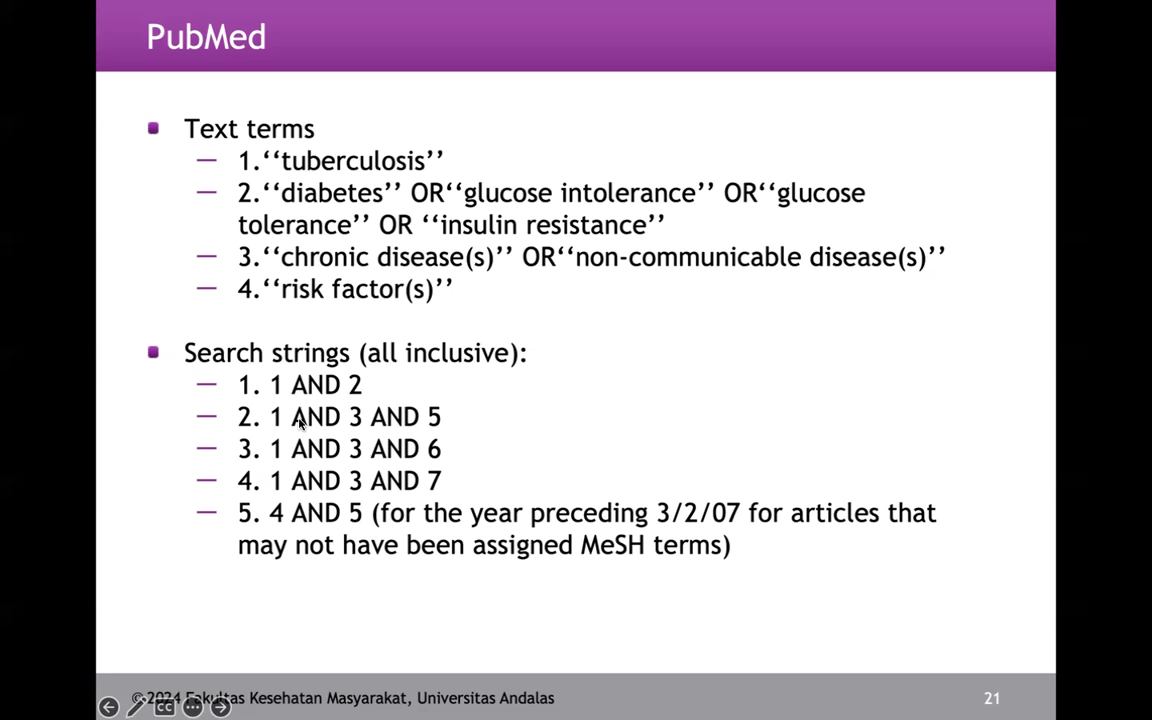 PubMed
Text terms
— 1.‘‘tuberculosis’’
— 2.‘‘diabetes’’ OR‘‘glucose intolerance’’ OR‘‘glucose
tolerance’’ OR ‘‘insulin resistance’’
— 3.‘‘chronic disease(s)’’ OR‘‘non-communicable disease(s)’’
— 4.‘‘risk factor(s)’’
Search strings (all inclusive):
— 1. 1 AND 2
— 2. 1 AND 3 AND 5
— 3. 1 AND 3 AND 6
— 4. 1 AND 3 AND 7
— 5. 4 AND 5 (for the year preceding 3/2/07 for articles that
may not have been assigned MeSH terms)
©2024 Fakultas Kesehatan Masyarakat, Universitas Andalas
21
CC